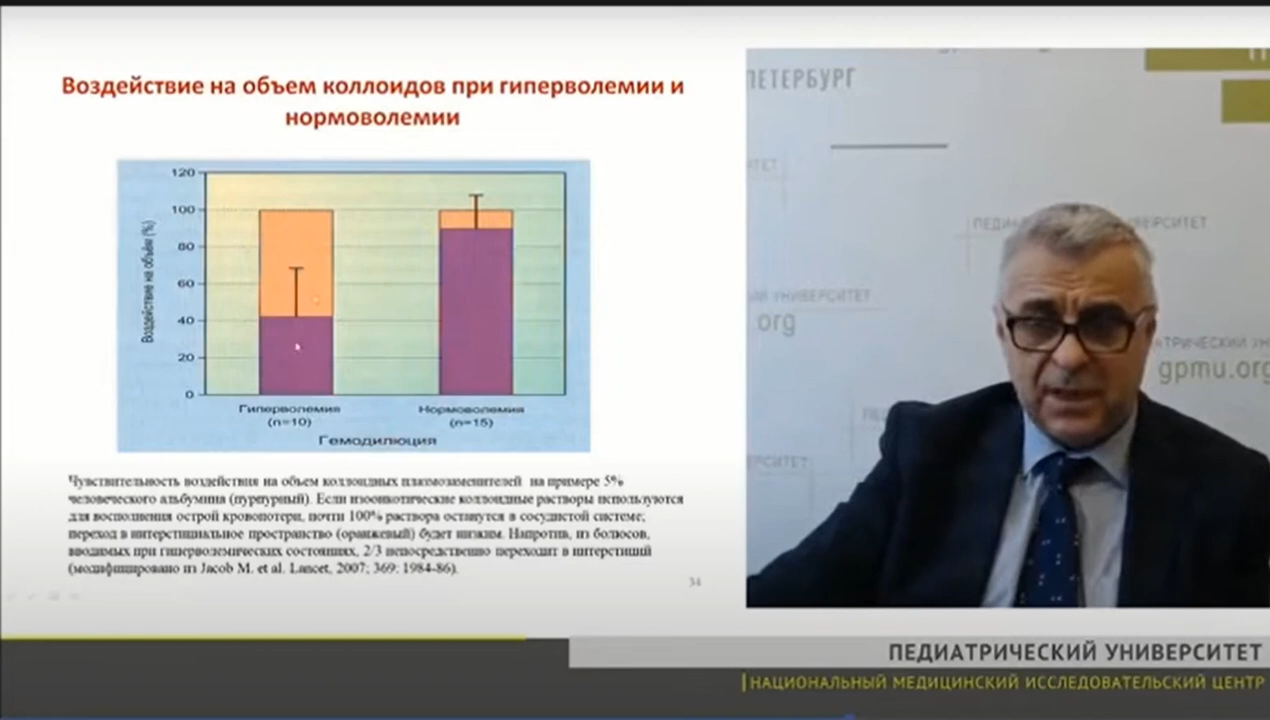 Воздействие на объем коллоидов при гиперволемии и
нормоволемии
120
100
80
60
40
20
0
Воздействие на объём (%)
Гиперволемия
(n=10)
Нормоволемия
(n=15)
Гемодилюция
Чувствительность воздействия на объем коллоидных плазмозаменителей на примере 5%
человеческого альбумина (пурпурный). Если изоонкотические коллоидные растворы используются
для восполнения острой кровопотери, почти 100% раствора останутся в сосудистой системе;
переход в интерстициальное пространство (оранжевый) будет низким. Напротив, из болюсов,
вводимых при гиперволемических состояниях, 2/3 непосредственно переходит в интерстиций
(модифицировано из Jacob M. et al. Lancet, 2007; 369: 1984-86).
34
ПЕТЕРБУРГ
УНИВЕРСИТЕТ
org
gpmu.org
ПЕДИАТРИЧЕСКИЙ УНИВЕРСИТЕТ
НАЦИОНАЛЬНЫЙ МЕДИЦИНСКИЙ ИССЛЕДОВАТЕЛЬСКИЙ ЦЕНТР